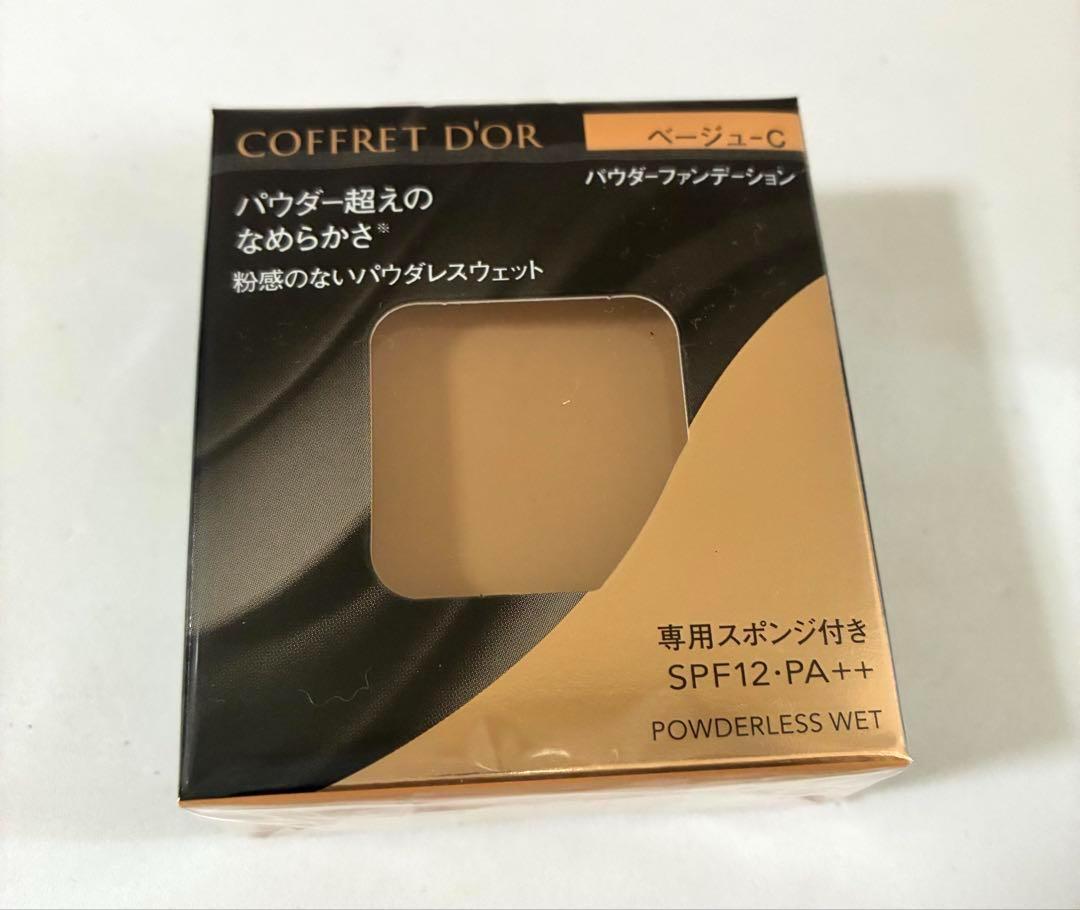 COFFRET D'OR
ベージュ-C
パウダーファンデーション
パウダー超えの
なめらかさ※
粉感のないパウダレスウェット
専用スポンジ付き
SPF12·PA++
POWDERLESS WET